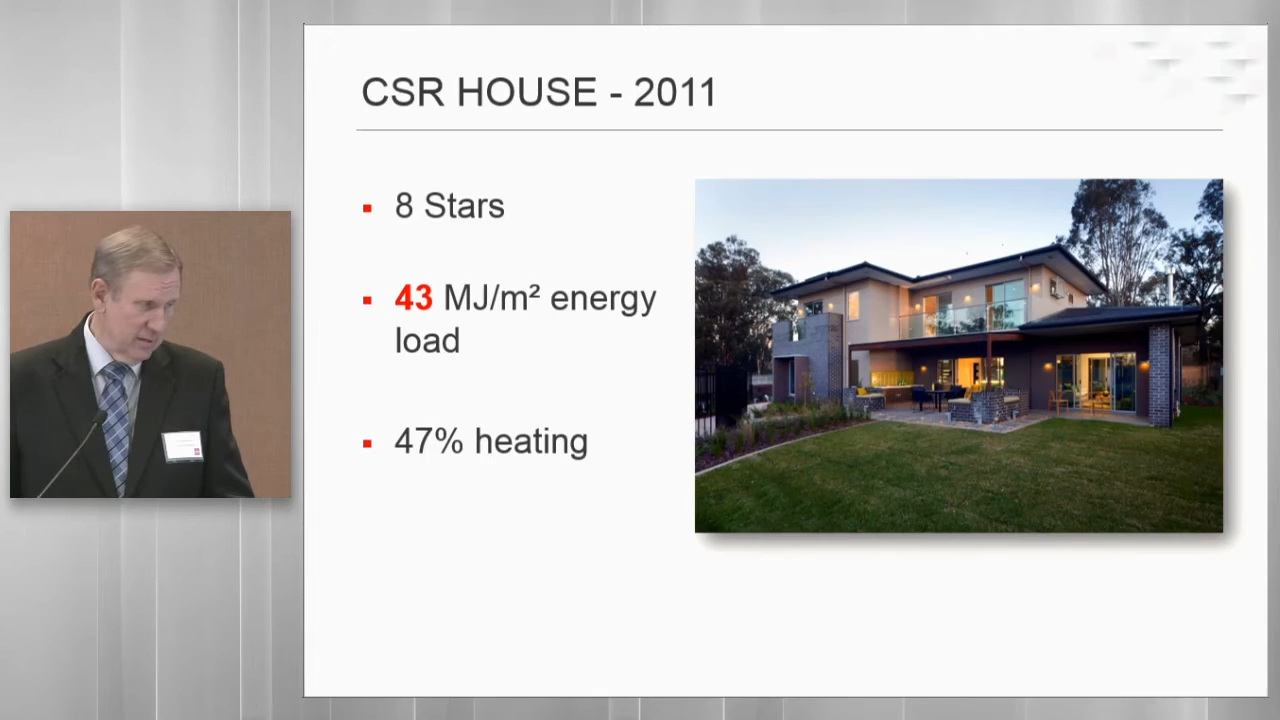 CSR HOUSE - 2011
8 Stars
43 MJ/m² energy
load
47% heating